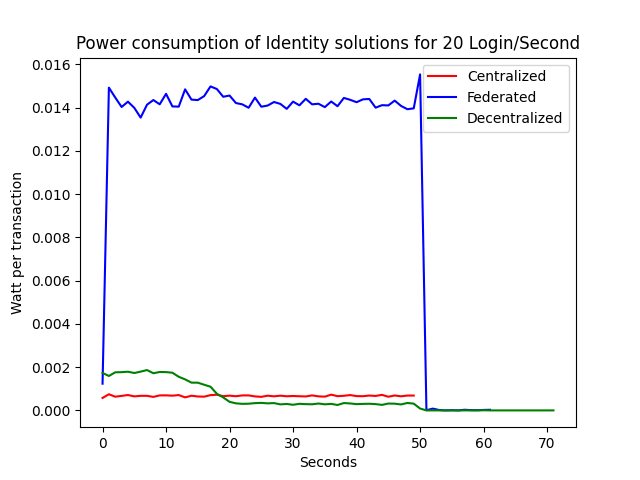 Power consumption of Identity solutions for 20 Login/Second
Centralized
Federated
Decentralized
Watt per transaction
0.016
0.014
0.012
0.010
0.008
0.006
0.004
0.002
0.000
0 10 20 30 40 50 60 70
Seconds